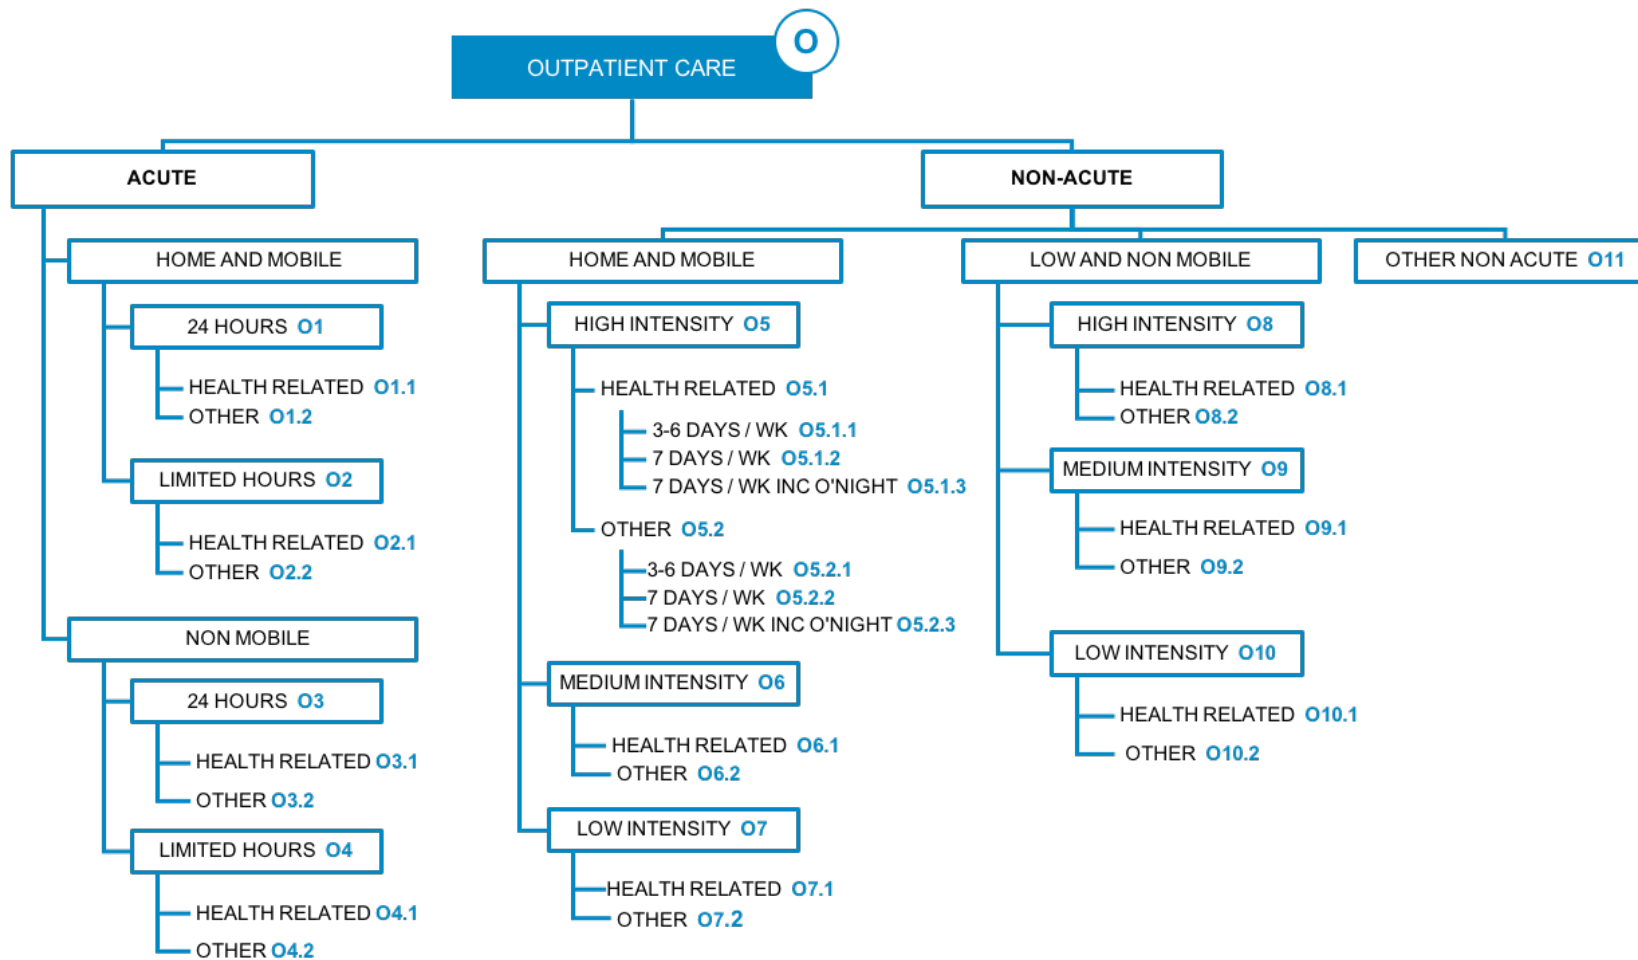 O
OUTPATIENT CARE
ACUTE
HOME AND MOBILE
24 HOURS O1
HEALTH RELATED O1.1
OTHER O1.2
LIMITED HOURS O2
HEALTH RELATED O2.1
OTHER O2.2
NON MOBILE
24 HOURS O3
HEALTH RELATED O3.1
OTHER O3.2
LIMITED HOURS O4
HEALTH RELATED O4.1
OTHER O4.2
NON-ACUTE
HOME AND MOBILE
HIGH INTENSITY O5
HEALTH RELATED O5.1
3-6 DAYS / WK O5.1.1
7 DAYS / WK O5.1.2
7 DAYS / WK INC O'NIGHT O5.1.3
OTHER O5.2
3-6 DAYS / WK O5.2.1
7 DAYS / WK O5.2.2
7 DAYS / WK INC O'NIGHT O5.2.3
MEDIUM INTENSITY O6
HEALTH RELATED O6.1
OTHER O6.2
LOW INTENSITY O7
HEALTH RELATED O7.1
OTHER O7.2
LOW AND NON MOBILE
HIGH INTENSITY O8
HEALTH RELATED O8.1
OTHER O8.2
MEDIUM INTENSITY O9
HEALTH RELATED O9.1
OTHER O9.2
LOW INTENSITY O10
HEALTH RELATED O10.1
OTHER O10.2
OTHER NON ACUTE O11